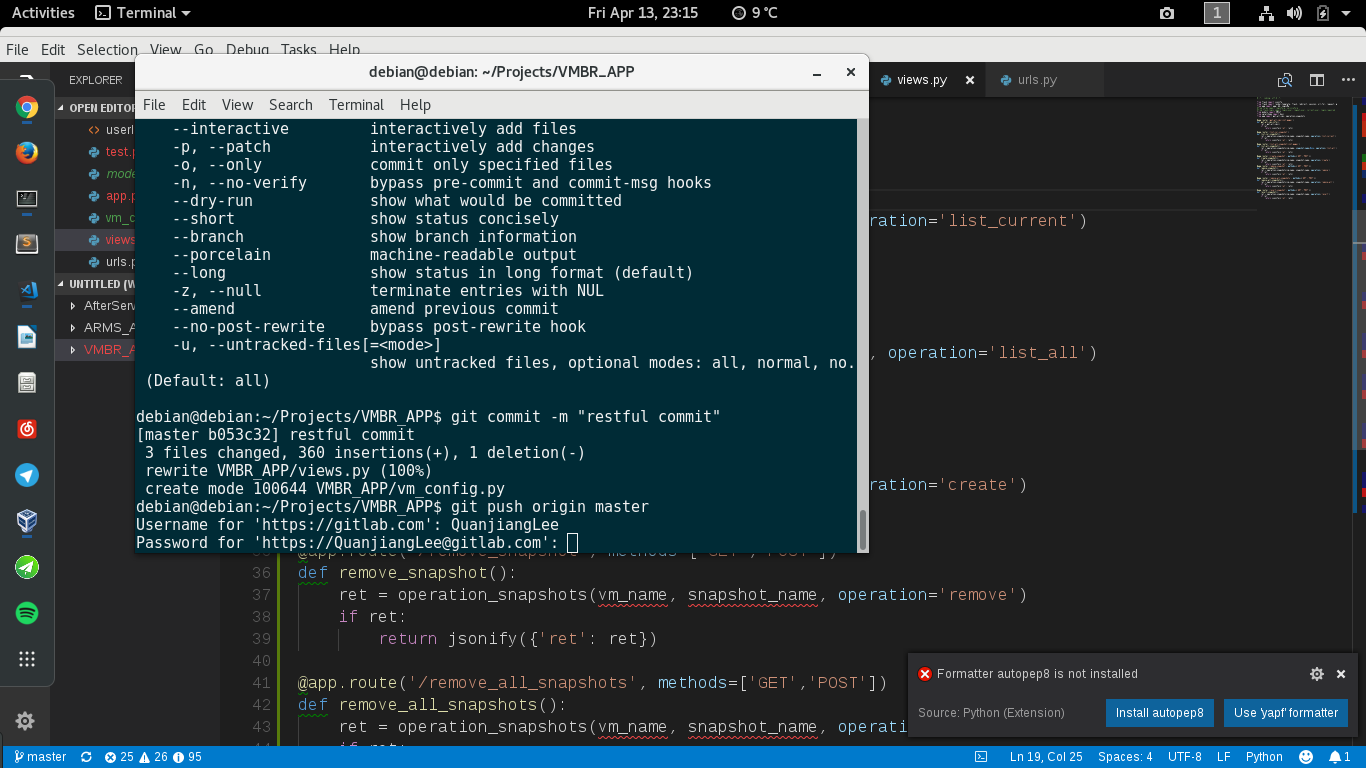 Activities
Terminal
Fri Apr 13, 23:15
9 °C
1
File Edit Selection View Go Debug Tasks Help
EXPLORER
OPEN EDITOR
userl
test.p
mode
app.p
vm_c
views
urls.p
UNTITLED (W
AfterServ
ARMS_A
VMBR_A
views.py
urls.py
debian@debian: ~/Projects/VMBR_APP
File Edit View Search Terminal Help
--interactive interactively add files
-p, --patch interactively add changes
-o, --only commit only specified files
-n, --no-verify bypass pre-commit and commit-msg hooks
--dry-run show what would be committed
--short show status concisely
--branch show branch information
--porcelain machine-readable output
--long show status in long format (default)
-z, --null terminate entries with NUL
--amend amend previous commit
--no-post-rewrite bypass post-rewrite hook
-u, --untracked-files[=<mode>]
show untracked files, optional modes: all, normal, no.
(Default: all)
debian@debian:~/Projects/VMBR_APP$ git commit -m "restful commit"
[master b053c32] restful commit
3 files changed, 360 insertions(+), 1 deletion(-)
rewrite VMBR_APP/views.py (100%)
create mode 100644 VMBR_APP/vm_config.py
debian@debian:~/Projects/VMBR_APP$ git push origin master
Username for 'https://gitlab.com': QuanjiangLee
Password for 'https://QuanjiangLee@gitlab.com':
ration='list_current')
, operation='list_all')
ration='create')
36 def remove_snapshot():
37 ret = operation_snapshots(vm_name, snapshot_name, operation='remove')
38 if ret:
39 return jsonify({'ret': ret})
40
41 @app.route('/remove_all_snapshots', methods=['GET','POST'])
42 def remove_all_snapshots():
43 ret = operation_snapshots(vm_name, snapshot_name, operati
Formatter autopep8 is not installed
Source: Python (Extension)
Install autopep8
Use 'yapf' formatter
master
25
26
95
Ln 19, Col 25
Spaces: 4
UTF-8
LF
Python
1